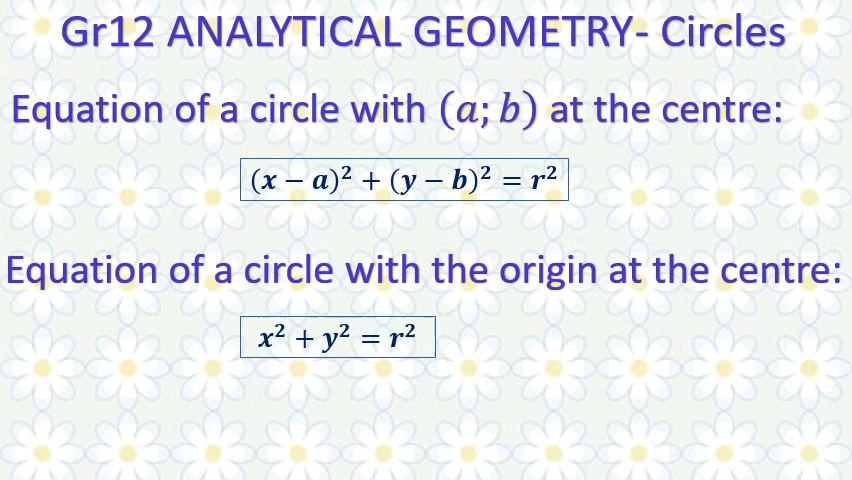 Gr12 ANALYTICAL GEOMETRY- Circles
Equation of a circle with (a; b) at the centre:
(x − a)² + (y − b)² = r²
Equation of a circle with the origin at the centre:
x² + y² = r²